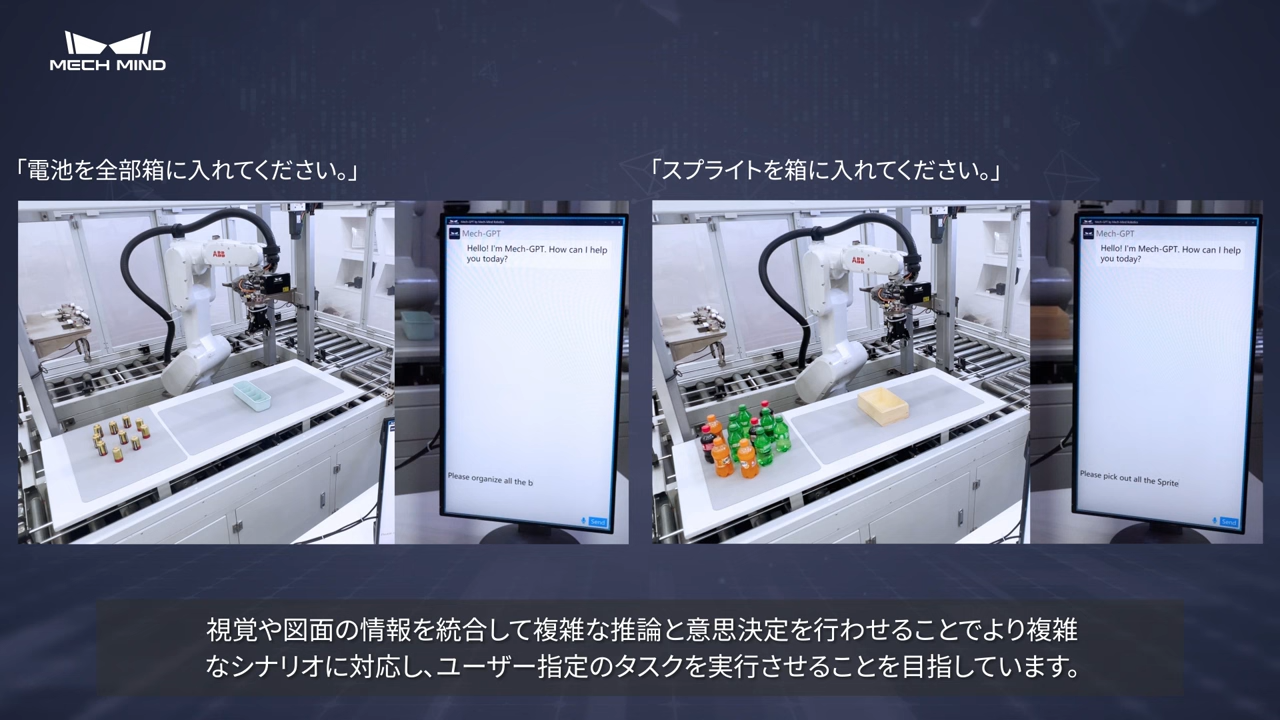 MECH MIND
「電池を全部箱に入れてください。」
「スプライトを箱に入れてください。」
ABB
Mech-GPT
Hello! I'm Mech-GPT. How can I help
you today?
Please organize all the b
Send
ABB
Mech-GPT
Hello! I'm Mech-GPT. How can I help
you today?
Please pick out all the Sprite
Send
視覚や図面の情報を統合して複雑な推論と意思決定を行わせることでより複雑
なシナリオに対応し、ユーザー指定のタスクを実行させることを目指しています。